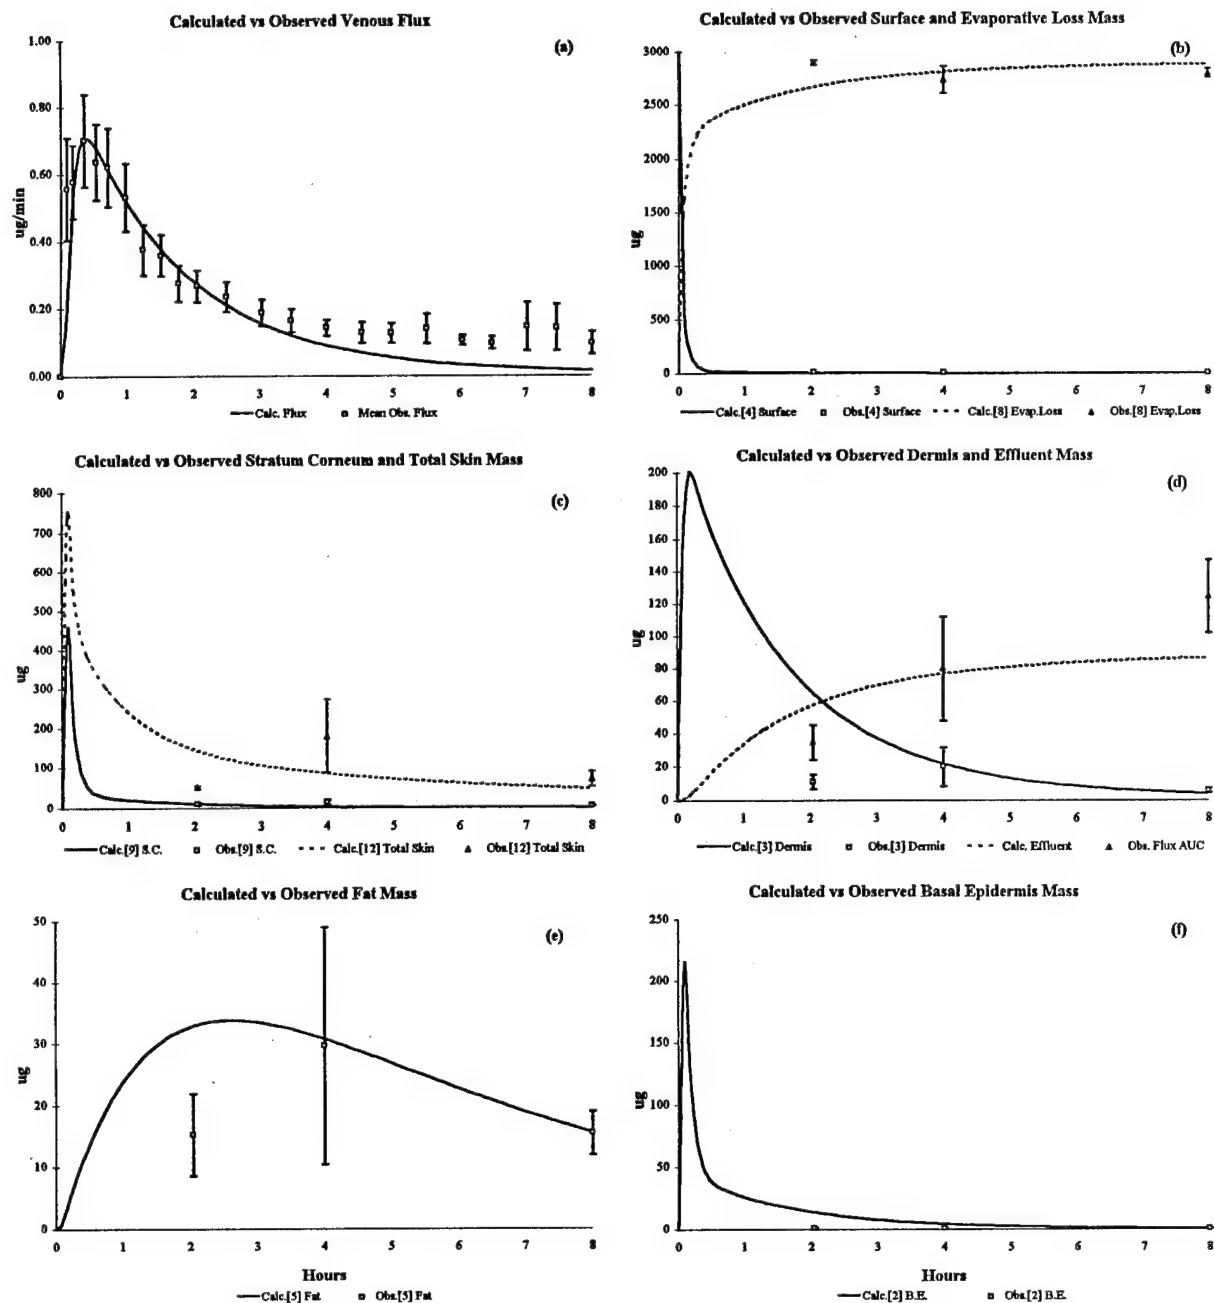 Calculated vs Observed Venous Flux
(a)
1.00
0.80
0.60
0.40
0.20
0.00
ug/min
0 1 2 3 4 5 6 7 8
Calc. Flux Mean Obs. Flux
Calculated vs Observed Surface and Evaporative Loss Mass
(b)
3000
2500
2000
1500
1000
500
0
ug
0 1 2 3 4 5 6 7 8
Calc.[4] Surface Obs.[4] Surface Calc.[8] Evap.Loss Obs.[8] Evap.Loss
Calculated vs Observed Stratum Corneum and Total Skin Mass
(c)
800
700
600
500
400
300
200
100
0
ug
0 1 2 3 4 5 6 7 8
Calc.[9] S.C. Obs.[9] S.C. Calc.[12] Total Skin Obs.[12] Total Skin
Calculated vs Observed Dermis and Effluent Mass
(d)
200
180
160
140
120
100
80
60
40
20
0
ug
0 1 2 3 4 5 6 7 8
Calc.[3] Dermis Obs.[3] Dermis Calc. Effluent Obs. Flux AUC
Calculated vs Observed Fat Mass
(e)
50
40
30
20
10
0
ug
0 1 2 3 4 5 6 7 8
Hours
Calc.[5] Fat Obs.[5] Fat
Calculated vs Observed Basal Epidermis Mass
(f)
250
200
150
100
50
0
ug
0 1 2 3 4 5 6 7 8
Hours
Calc.[2] B.E. Obs.[2] B.E.